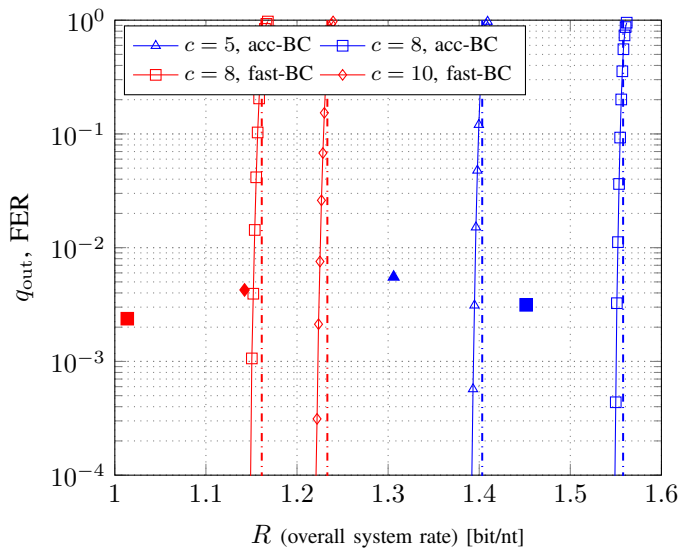 10^0
c = 5, acc-BC
c = 8, acc-BC
c = 8, fast-BC
c = 10, fast-BC
10^−1
10^−2
10^−3
10^−4
q_out, FER
1
1.1
1.2
1.3
1.4
1.5
1.6
R (overall system rate) [bit/nt]